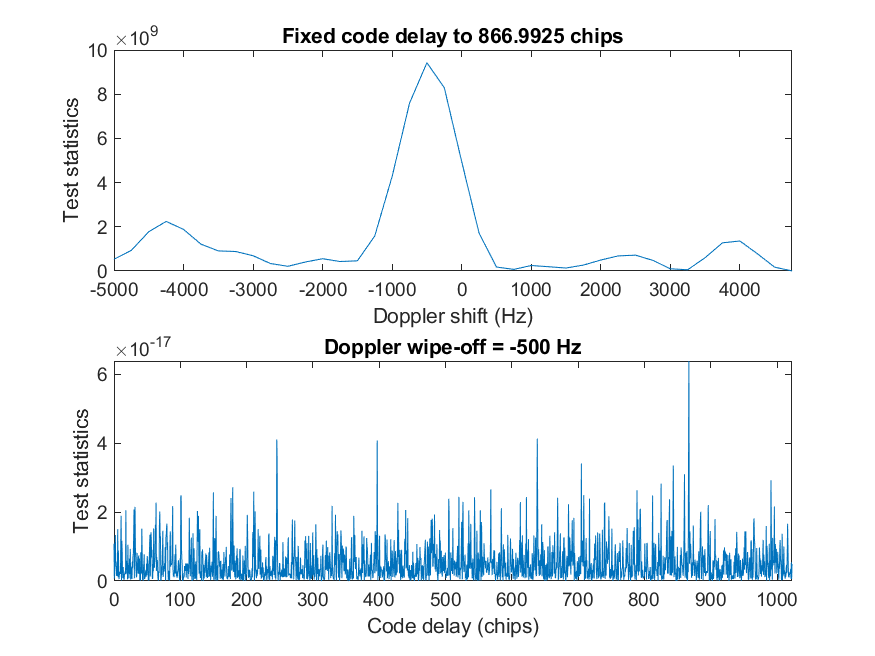 ×10⁹
Fixed code delay to 866.9925 chips
10
8
6
4
2
0
Test statistics
-5000 -4000 -3000 -2000 -1000 0 1000 2000 3000 4000
Doppler shift (Hz)
×10⁻¹⁷
Doppler wipe-off = -500 Hz
6
4
2
0
Test statistics
0 100 200 300 400 500 600 700 800 900 1000
Code delay (chips)